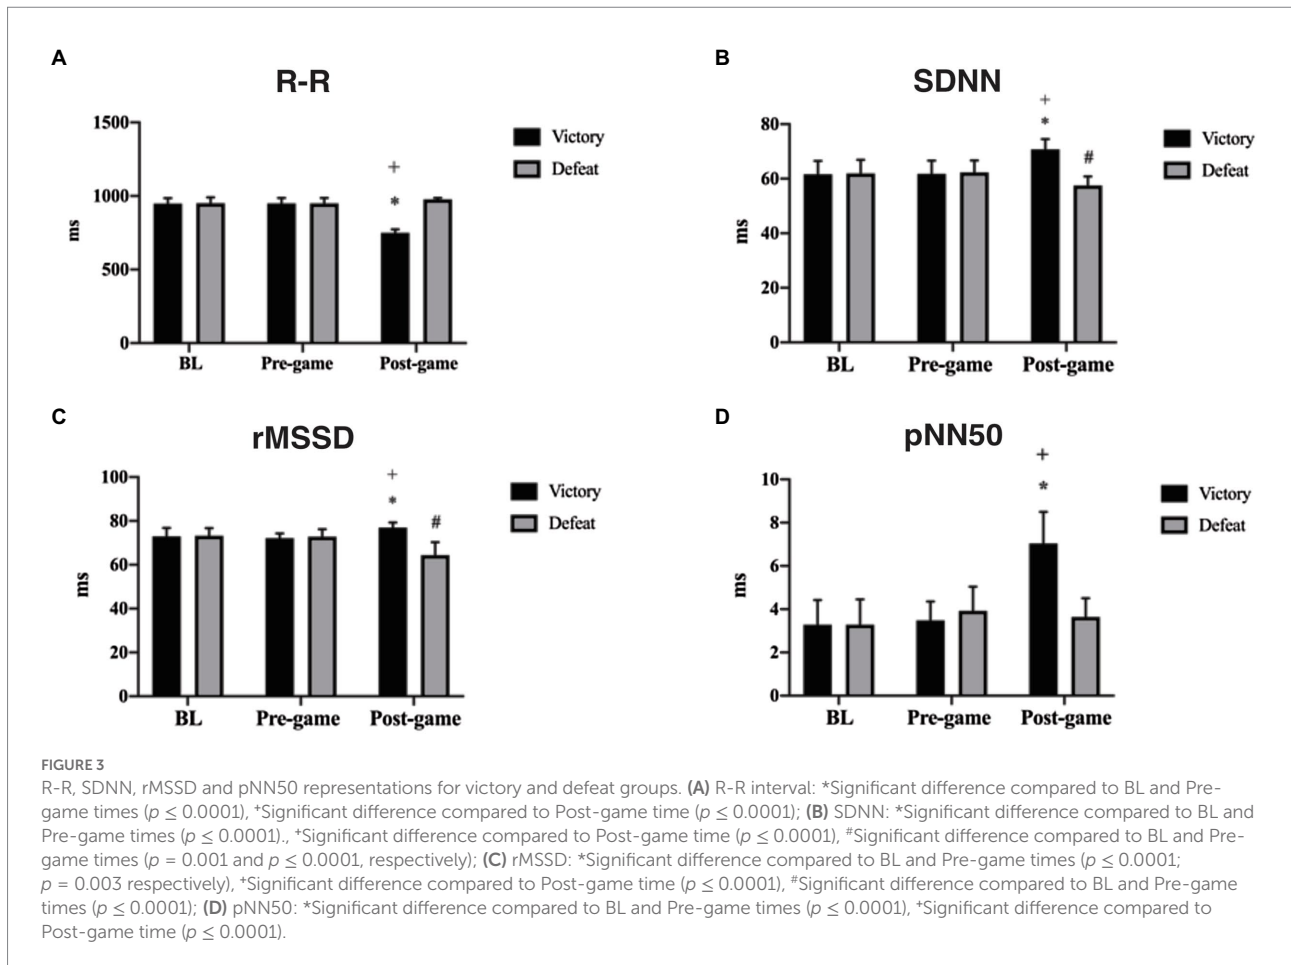 A
R-R
1500
1000
500
0
ms
+
*
BL
Pre-game
Post-game
Victory
Defeat
B
SDNN
80
60
40
20
0
ms
+
*
#
BL
Pre-game
Post-game
Victory
Defeat
C
rMSSD
100
80
60
40
20
0
ms
+
*
#
BL
Pre-game
Post-game
Victory
Defeat
D
pNN50
10
8
6
4
2
0
ms
+
*
BL
Pre-game
Post-game
Victory
Defeat
FIGURE 3
R-R, SDNN, rMSSD and pNN50 representations for victory and defeat groups. (A) R-R interval: *Significant difference compared to BL and Pre-
game times (p ≤ 0.0001), ⁺Significant difference compared to Post-game time (p ≤ 0.0001); (B) SDNN: *Significant difference compared to BL and
Pre-game times (p ≤ 0.0001)., ⁺Significant difference compared to Post-game time (p ≤ 0.0001), #Significant difference compared to BL and Pre-
game times (p = 0.001 and p ≤ 0.0001, respectively); (C) rMSSD: *Significant difference compared to BL and Pre-game times (p ≤ 0.0001;
p = 0.003 respectively), ⁺Significant difference compared to Post-game time (p ≤ 0.0001), #Significant difference compared to BL and Pre-game
times (p ≤ 0.0001); (D) pNN50: *Significant difference compared to BL and Pre-game times (p ≤ 0.0001), ⁺Significant difference compared to
Post-game time (p ≤ 0.0001).